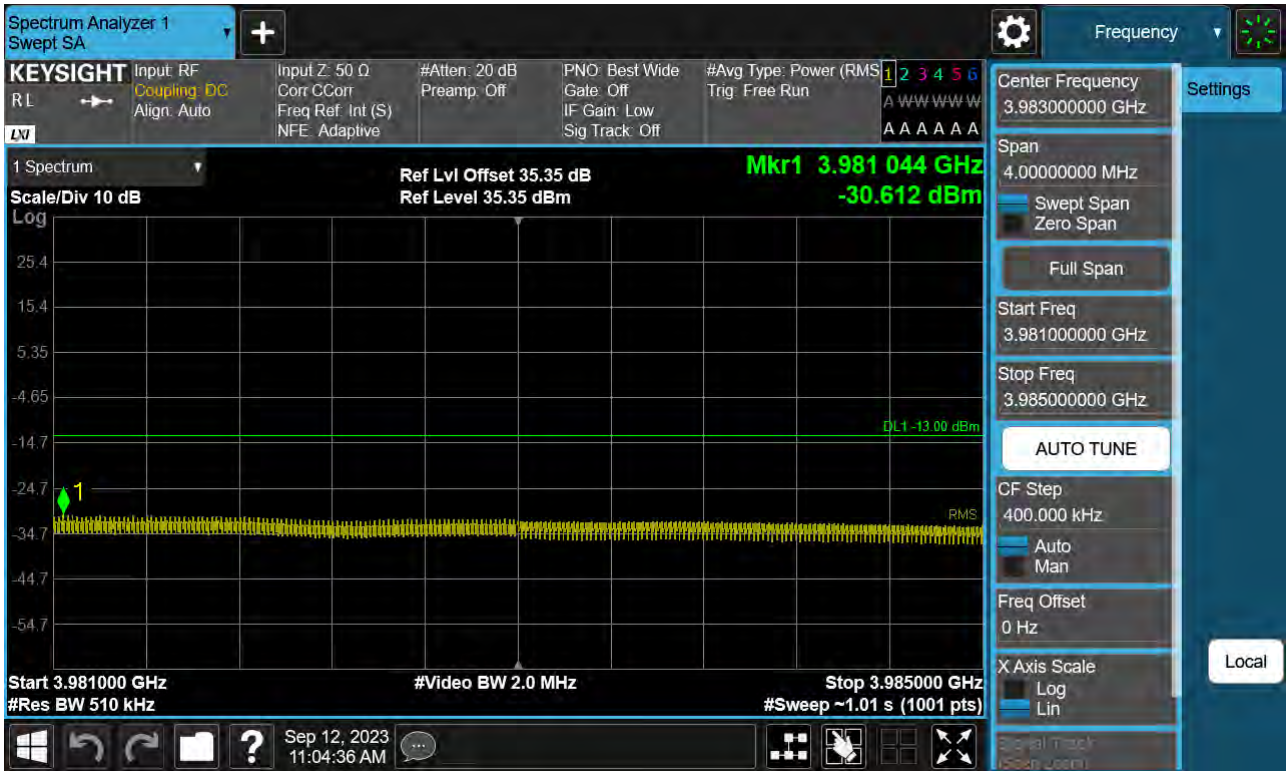 Spectrum Analyzer 1
Swept SA
Frequency
KEYSIGHT
RL
LXI
Input: RF
Coupling: DC
Align: Auto
Input Z: 50 Ω
Corr CCorr
Freq Ref: Int (S)
NFE: Adaptive
#Atten: 20 dB
Preamp: Off
PNO: Best Wide
Gate: Off
IF Gain: Low
Sig Track: Off
#Avg Type: Power (RMS
Trig: Free Run
1 2 3 4 5 6
A W W W W W
A A A A A A
1 Spectrum
Scale/Div 10 dB
Log
Ref Lvl Offset 35.35 dB
Ref Level 35.35 dBm
Mkr1 3.981 044 GHz
-30.612 dBm
25.4
15.4
5.35
-4.65
-14.7
-24.7
-34.7
-44.7
-54.7
DL1 -13.00 dBm
1
RMS
Start 3.981000 GHz
#Res BW 510 kHz
#Video BW 2.0 MHz
Stop 3.985000 GHz
#Sweep ~1.01 s (1001 pts)
Center Frequency
3.983000000 GHz
Settings
Span
4.00000000 MHz
Swept Span
Zero Span
Full Span
Start Freq
3.981000000 GHz
Stop Freq
3.985000000 GHz
AUTO TUNE
CF Step
400.000 kHz
Auto
Man
Freq Offset
0 Hz
X Axis Scale
Log
Lin
Local
Signal Track
(Span Zoom)
?
Sep 12, 2023
11:04:36 AM